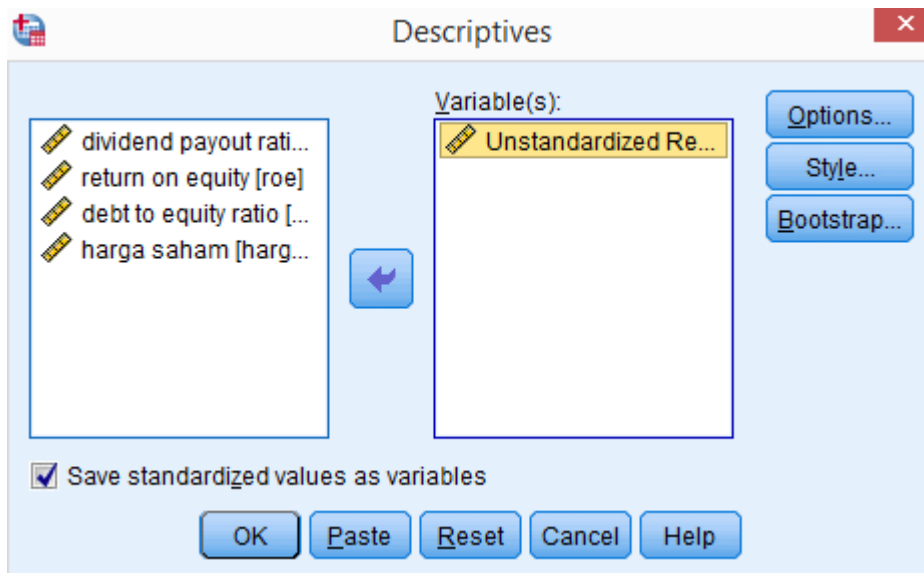 Descriptives
Variable(s):
dividend payout rati...
return on equity [roe]
debt to equity ratio [...
harga saham [harg...
Unstandardized Re...
Options...
Style...
Bootstrap...
Save standardized values as variables
OK Paste Reset Cancel Help